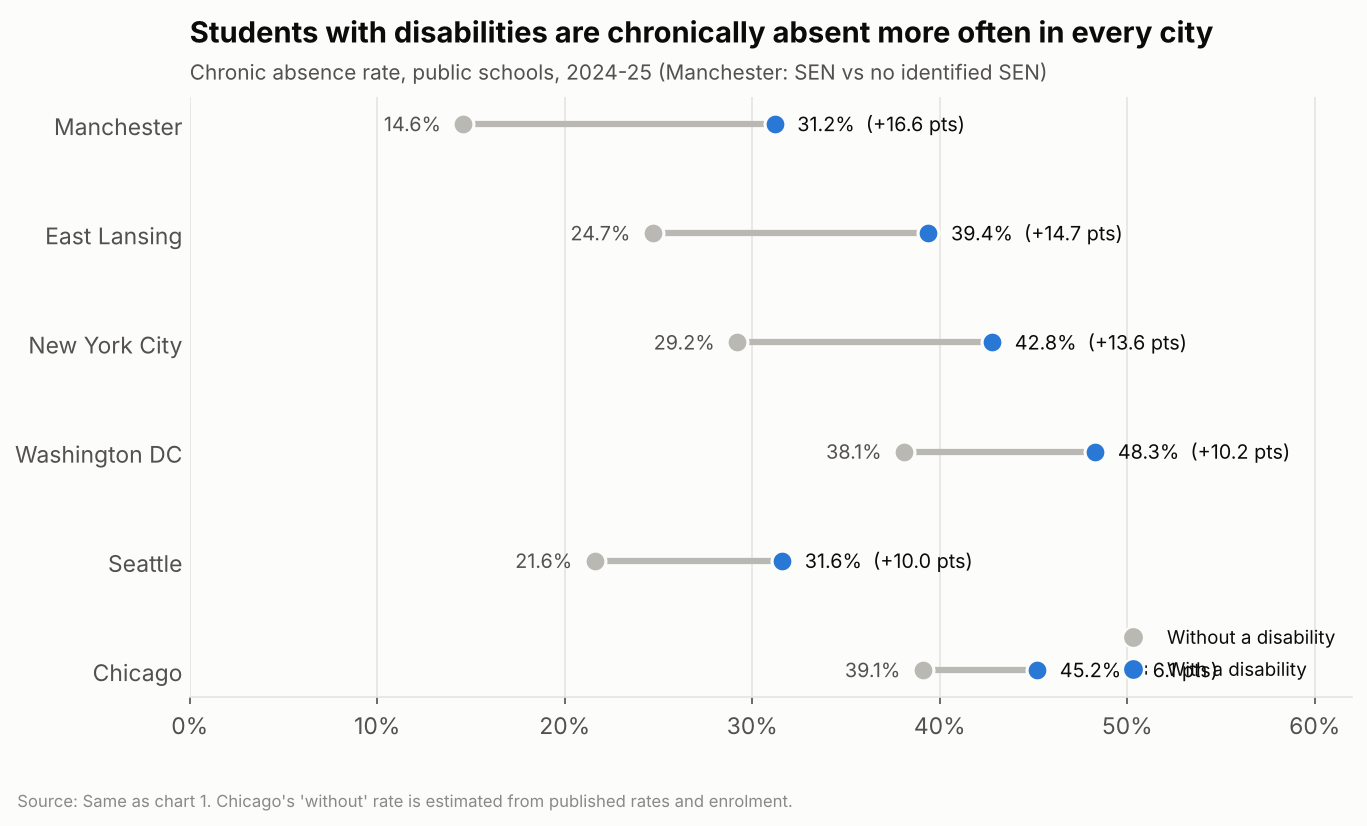 Students with disabilities are chronically absent more often in every city
Chronic absence rate, public schools, 2024-25 (Manchester: SEN vs no identified SEN)
Manchester 14.6% 31.2% (+16.6 pts)
East Lansing 24.7% 39.4% (+14.7 pts)
New York City 29.2% 42.8% (+13.6 pts)
Washington DC 38.1% 48.3% (+10.2 pts)
Seattle 21.6% 31.6% (+10.0 pts)
Without a disability
Chicago 39.1% 45.2% 6.1 pts)
With a disability
0% 10% 20% 30% 40% 50% 60%
Source: Same as chart 1. Chicago's 'without' rate is estimated from published rates and enrolment.